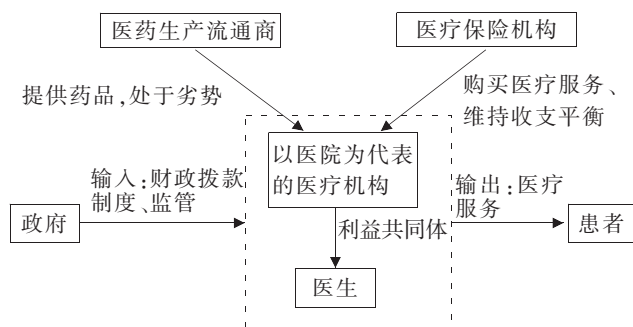 医药生产流通商
医疗保险机构
提供药品,处于劣势
购买医疗服务、
维持收支平衡
以医院为代表
的医疗机构
输入:财政拨款
制度、监管
输出:医疗
服务
政府
利益共同体
患者
医生